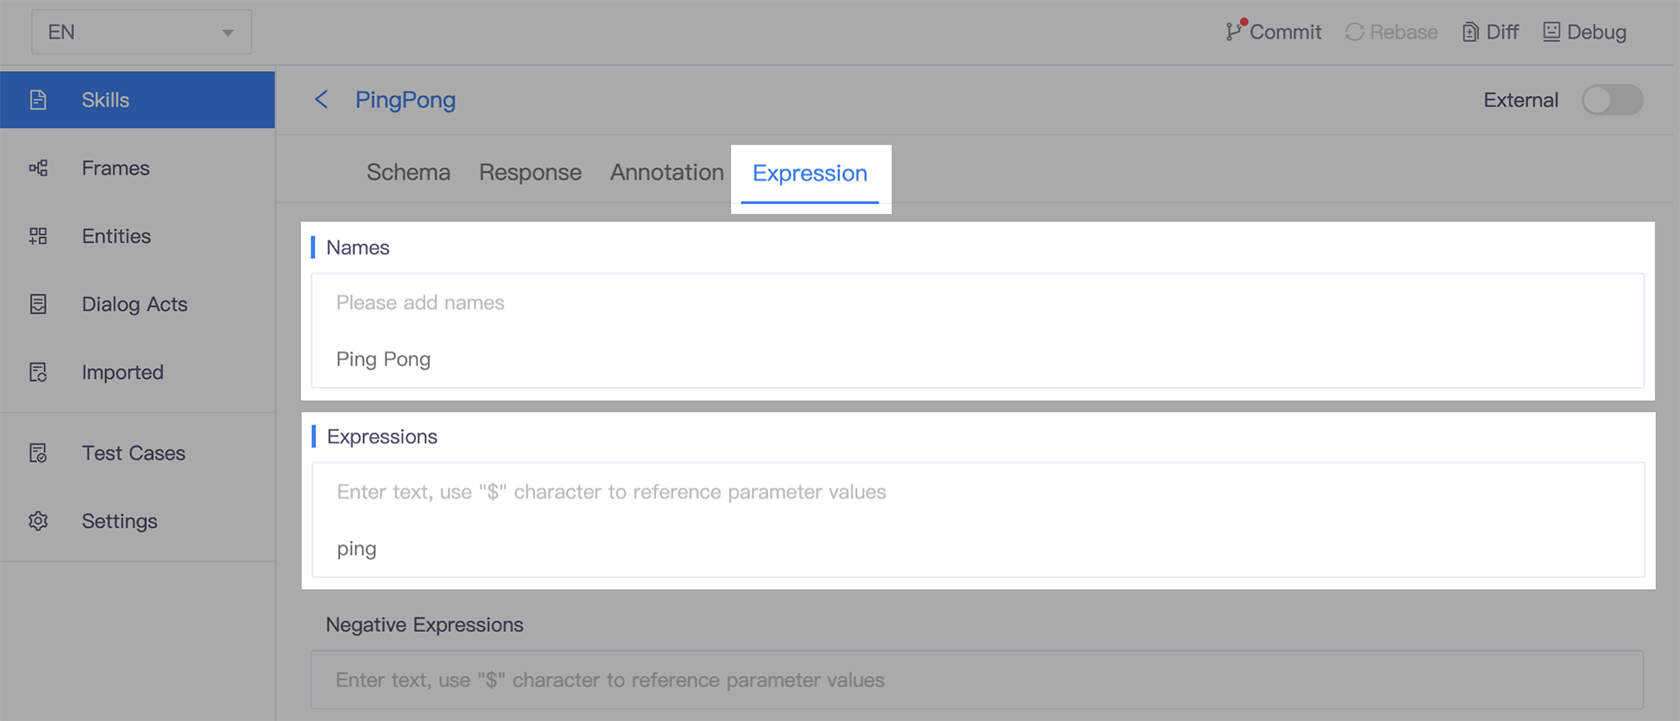 EN
Commit
Rebase
Diff
Debug
Skills
Frames
Entities
Dialog Acts
Imported
Test Cases
Settings
PingPong
External
Schema
Response
Annotation
Expression
Names
Please add names
Ping Pong
Expressions
Enter text, use "$" character to reference parameter values
ping
Negative Expressions
Enter text, use "$" character to reference parameter values